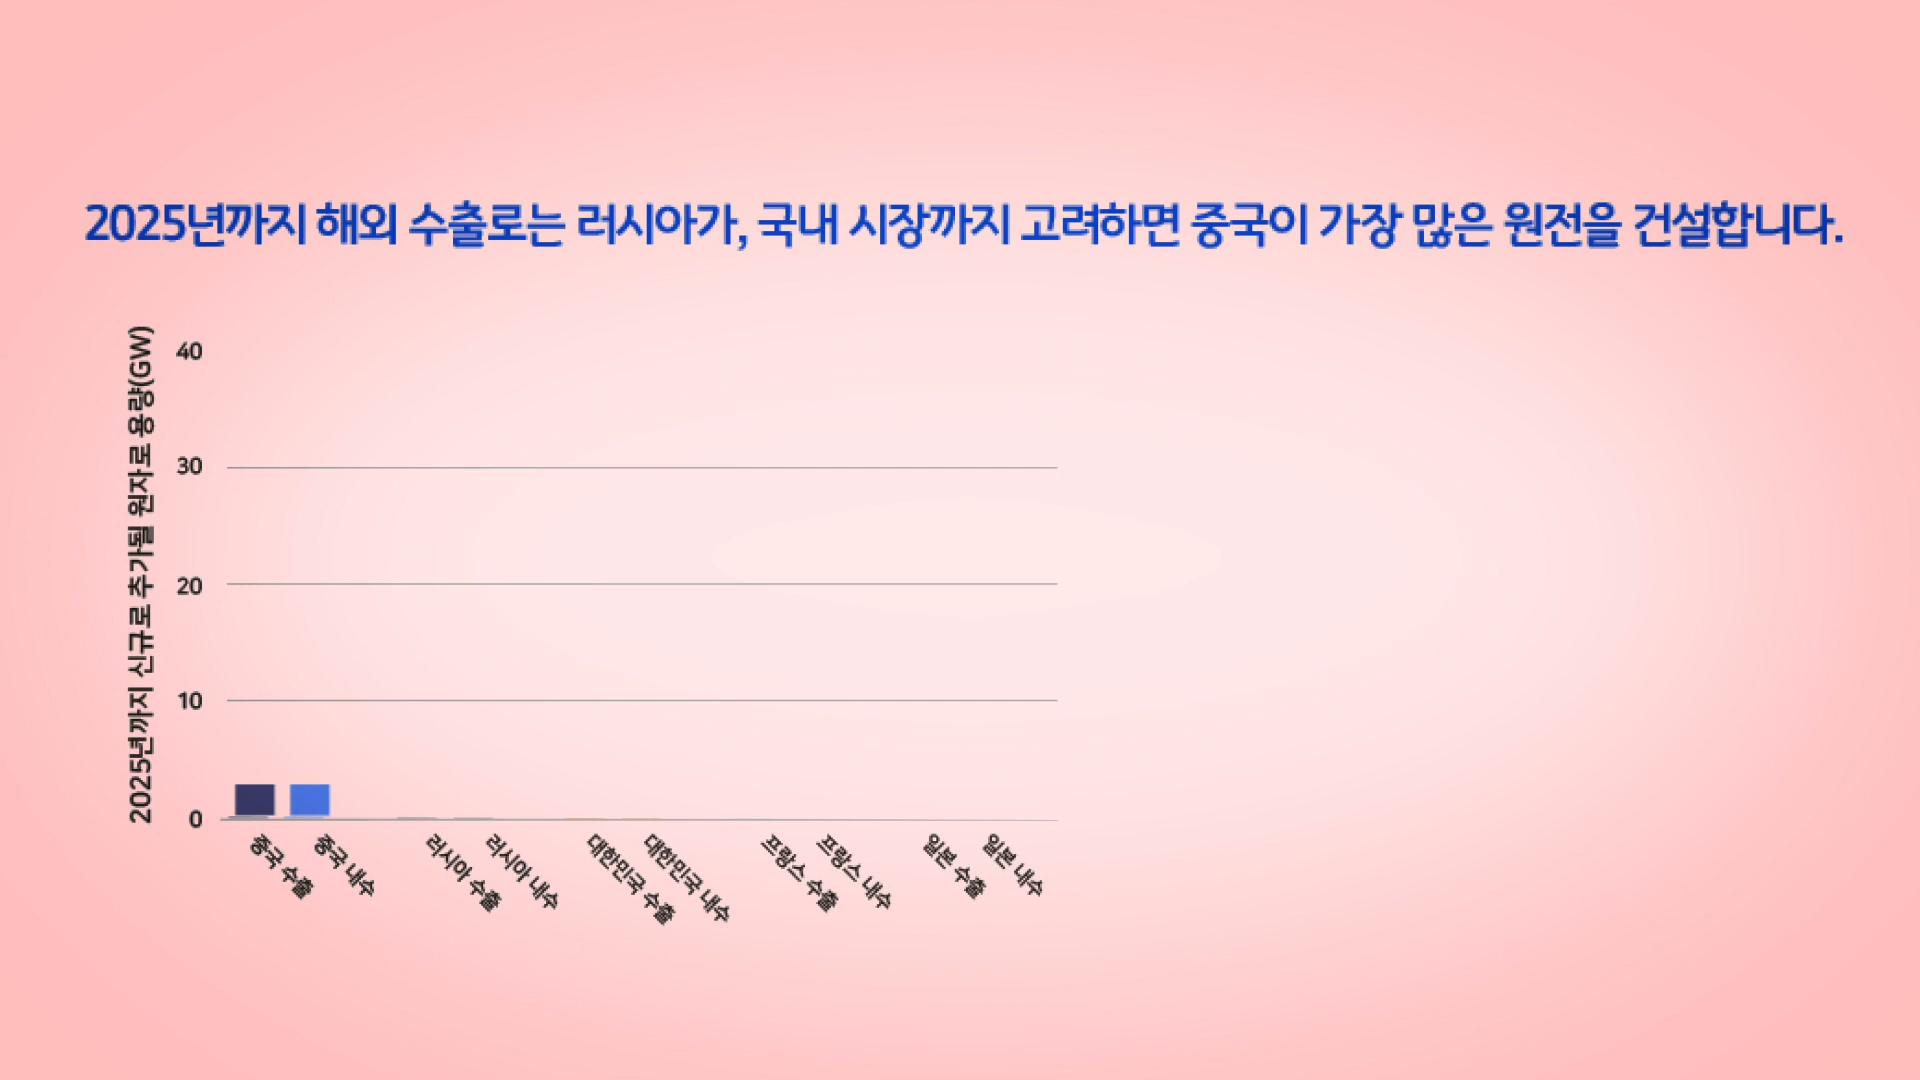 2025년까지 해외 수출로는 러시아가, 국내 시장까지 고려하면 중국이 가장 많은 원전을 건설합니다.
2025년까지 신규로 추가될 원자로 용량(GW)
40
30
20
10
0
중국 수출
중국 내수
러시아 수출
러시아 내수
대한민국 수출
대한민국 내수
프랑스 수출
프랑스 내수
일본 수출
일본 내수